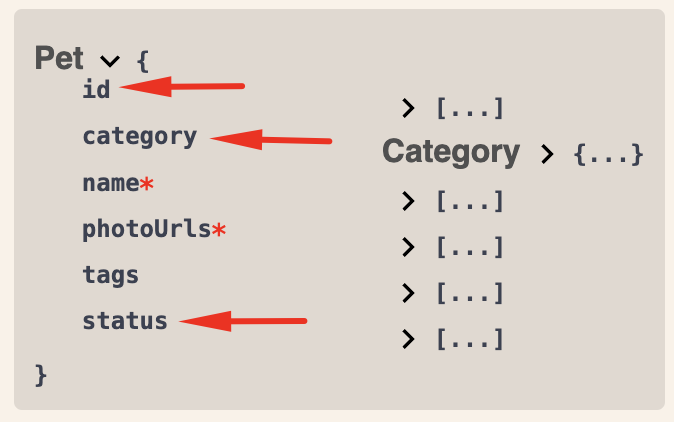 Pet {
id
[...]
category
Category {...}
name*
[...]
photoUrls*
[...]
tags
[...]
status
[...]
}